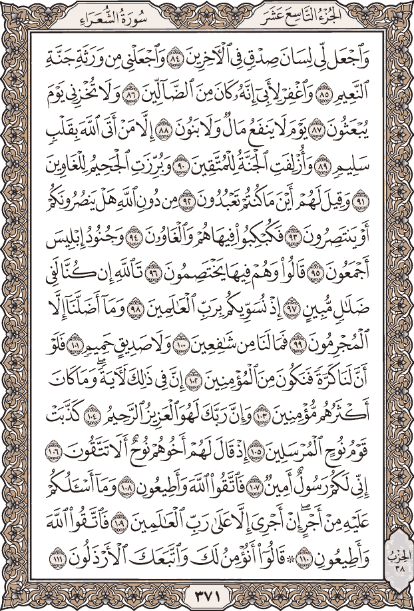 الجزء التاسع عشر
سورة الشعراء
وَٱجْعَل لِّي لِسَانَ صِدْقٍ فِي ٱلْآخِرِينَ ٨٤ وَٱجْعَلْنِي مِن وَرَثَةِ جَنَّةِ
ٱلنَّعِيمِ ٨٥ وَٱغْفِرْ لِأَبِي إِنَّهُ كَانَ مِنَ ٱلضَّآلِّينَ ٨٦ وَلَا تُخْزِنِي يَوْمَ
يُبْعَثُونَ ٨٧ يَوْمَ لَا يَنفَعُ مَالٌ وَلَا بَنُونَ ٨٨ إِلَّا مَنْ أَتَى ٱللَّهَ بِقَلْبٍ
سَلِيمٍ ٨٩ وَأُزْلِفَتِ ٱلْجَنَّةُ لِلْمُتَّقِينَ ٩٠ وَبُرِّزَتِ ٱلْجَحِيمُ لِلْغَاوِينَ
٩١ وَقِيلَ لَهُمْ أَيْنَ مَا كُنتُمْ تَعْبُدُونَ ٩٢ مِن دُونِ ٱللَّهِ هَلْ يَنصُرُونَكُمْ
أَوْ يَنتَصِرُونَ ٩٣ فَكُبْكِبُوا۟ فِيهَا هُمْ وَٱلْغَاوُۥنَ ٩٤ وَجُنُودُ إِبْلِيسَ
أَجْمَعُونَ ٩٥ قَالُوا۟ وَهُمْ فِيهَا يَخْتَصِمُونَ ٩٦ تَٱللَّهِ إِن كُنَّا لَفِي
ضَلَالٍ مُّبِينٍ ٩٧ إِذْ نُسَوِّيكُم بِرَبِّ ٱلْعَالَمِينَ ٩٨ وَمَآ أَضَلَّنَآ إِلَّا
ٱلْمُجْرِمُونَ ٩٩ فَمَا لَنَا مِن شَافِعِينَ ١٠٠ وَلَا صَدِيقٍ حَمِيمٍ ١٠١ فَلَوْ
أَنَّ لَنَا كَرَّةً فَنَكُونَ مِنَ ٱلْمُؤْمِنِينَ ١٠٢ إِنَّ فِي ذَٰلِكَ لَآيَةً ۖ وَمَا كَانَ
أَكْثَرُهُم مُّؤْمِنِينَ ١٠٣ وَإِنَّ رَبَّكَ لَهُوَ ٱلْعَزِيزُ ٱلرَّحِيمُ ١٠٤ كَذَّبَتْ
قَوْمُ نُوحٍ ٱلْمُرْسَلِينَ ١٠٥ إِذْ قَالَ لَهُمْ أَخُوهُمْ نُوحٌ أَلَا تَتَّقُونَ ١٠٦
إِنِّي لَكُمْ رَسُولٌ أَمِينٌ ١٠٧ فَٱتَّقُوا۟ ٱللَّهَ وَأَطِيعُونِ ١٠٨ وَمَآ أَسْـَٔلُكُمْ
عَلَيْهِ مِنْ أَجْرٍ ۖ إِنْ أَجْرِيَ إِلَّا عَلَىٰ رَبِّ ٱلْعَالَمِينَ ١٠٩ فَٱتَّقُوا۟ ٱللَّهَ
وَأَطِيعُونِ ١١٠ ۞ قَالُوٓا۟ أَنُؤْمِنُ لَكَ وَٱتَّبَعَكَ ٱلْأَرْذَلُونَ ١١١
الحزب
٣٨
٣٧١